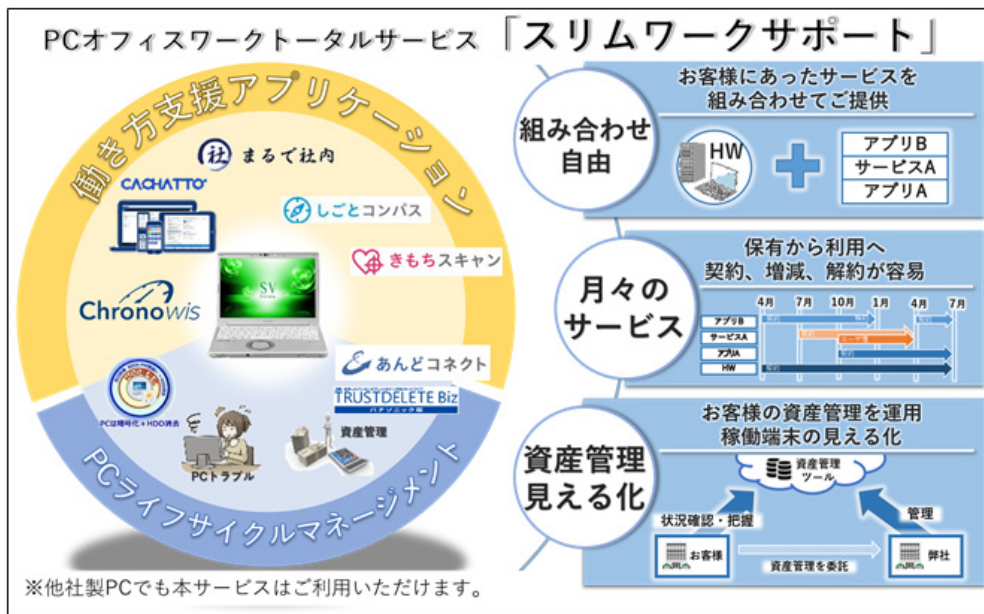 PCオフィスワークトータルサービス「スリムワークサポート」
働き方支援アプリケーション
社 まるで社内
CACHATTO
しごとコンパス
きもちスキャン
SV
Chronowis
あんどコネクト
TRUSTDELETE Biz
パナソニック版
PCは暗号化+HDD消去
PCトラブル
資産管理
PCライフサイクルマネージメント
※他社製PCでも本サービスはご利用いただけます。
組み合わせ
自由
お客様にあったサービスを
組み合わせてご提供
HW
アプリB
サービスA
アプリA
月々の
サービス
保有から利用へ
契約、増減、解約が容易
4月 7月 10月 1月 4月 7月
アプリB
サービスA
アプリA
HW
資産管理
見える化
お客様の資産管理を運用
稼働端末の見える化
資産管理
ツール
状況確認・把握
管理
お客様
弊社
資産管理を委託